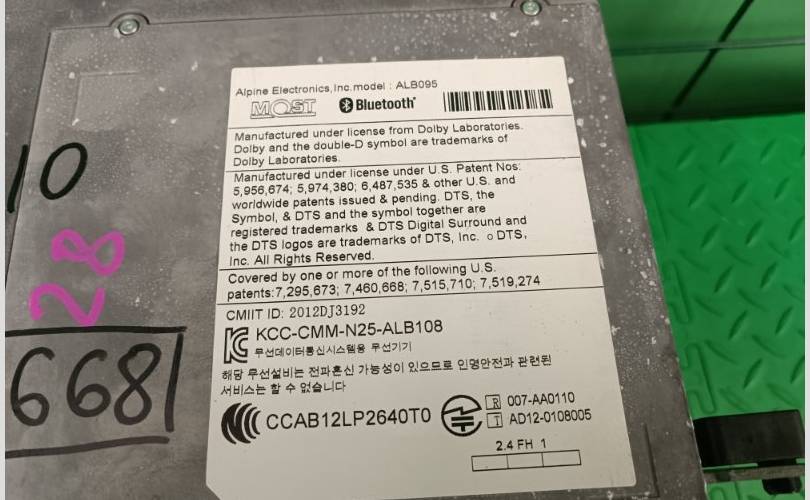 Alpine Electronics,Inc.model : ALB095
MOST Bluetooth®
Manufactured under license from Dolby Laboratories.
Dolby and the double-D symbol are trademarks of
Dolby Laboratories.
Manufactured under license under U.S. Patent Nos:
5,956,674; 5,974,380; 6,487,535 & other U.S. and
worldwide patents issued & pending. DTS, the
Symbol, & DTS and the symbol together are
registered trademarks & DTS Digital Surround and
the DTS logos are trademarks of DTS, Inc. o DTS,
Inc. All Rights Reserved.
Covered by one or more of the following U.S.
patents:7,295,673; 7,460,668; 7,515,710; 7,519,274
CMIIT ID: 2012DJ3192
KCC-CMM-N25-ALB108
무선데이터통신시스템용 무선기기
해당 무선설비는 전파혼신 가능성이 있으므로 인명안전과 관련된
서비스는 할 수 없습니다
CCAB12LP2640T0
R 007-AA0110
T AD12-0108005
2.4 FH 1
10
28
6681